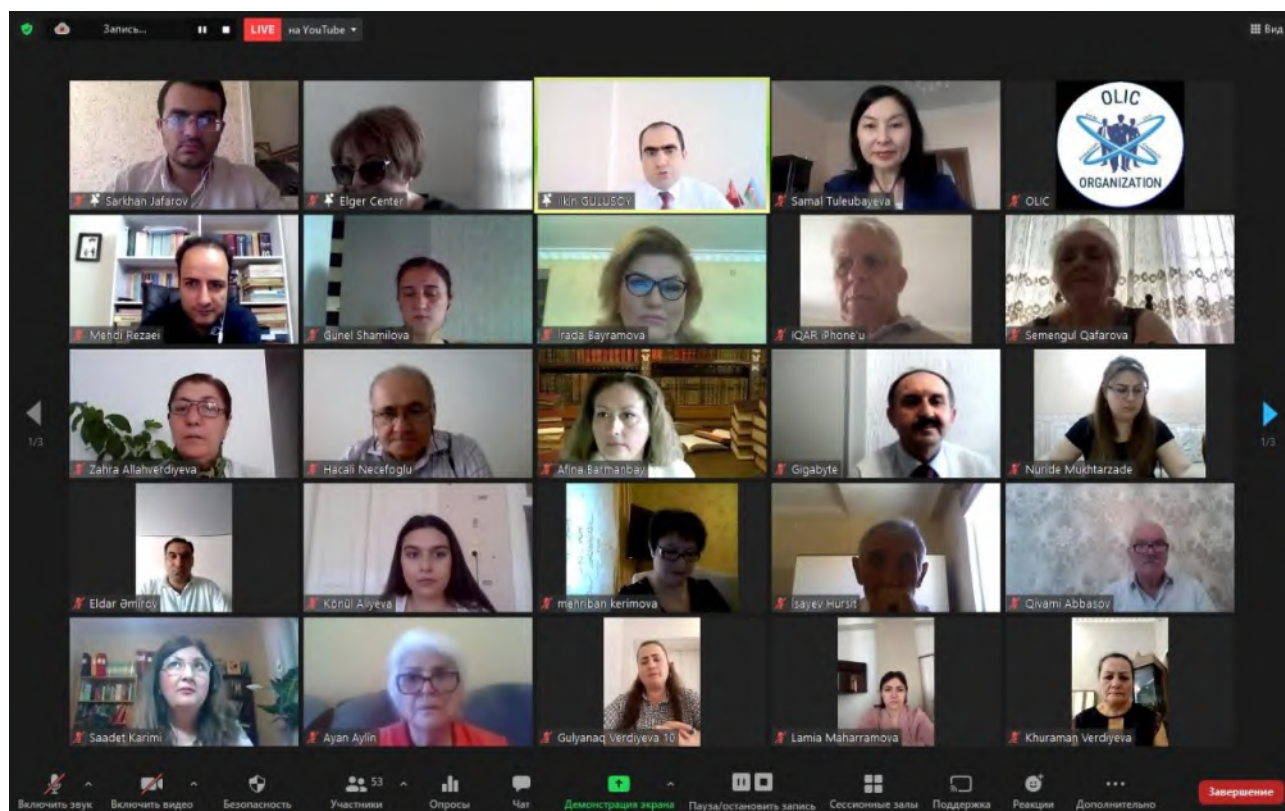 Запись...
LIVE на YouTube
Вид
Sarkhan Jafarov
Elger Center
Ilkin GULUSOY
Samal Tuleubayeva
OLIC
ORGANIZATION
OLIC
Mehdi Rezaei
Gunel Shamilova
Irada Bayramova
IQAR iPhone'u
Semengul Qafarova
1/3
1/3
Zahra Allahverdiyeva
Hacali Necefoglu
Afina Barmanbay
Gigabyte
Nuride Mukhtarzade
Eldar Əmirov
Könül Aliyeva
mehriban kerimova
Isayev Hursit
Qivami Abbasov
Saadet Karimi
Ayan Aylin
Gulyanaq Verdiyeva 10
Lamia Maharramova
Khuraman Verdiyeva
Включить звук
Включить видео
Безопасность
53
Участники
Опросы
Чат
Демонстрация экрана
Пауза/остановить запись
Сессионные залы
Поддержка
Реакции
Дополнительно
Завершение